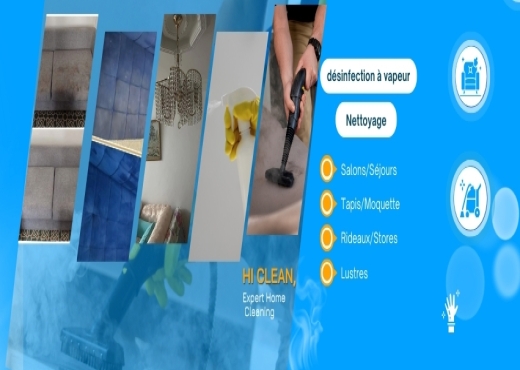 désinfection à vapeur
Nettoyage
Salons/Séjours
Tapis/Moquette
Rideaux/Stores
Lustres
HI CLEAN,
Expert Home
Cleaning